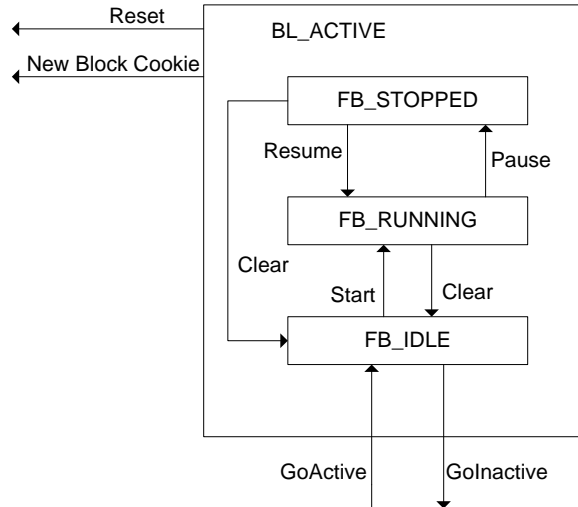 Reset
BL_ACTIVE
New Block Cookie
FB_STOPPED
Resume
Pause
FB_RUNNING
Clear
Start
Clear
FB_IDLE
GoActive
GoInactive